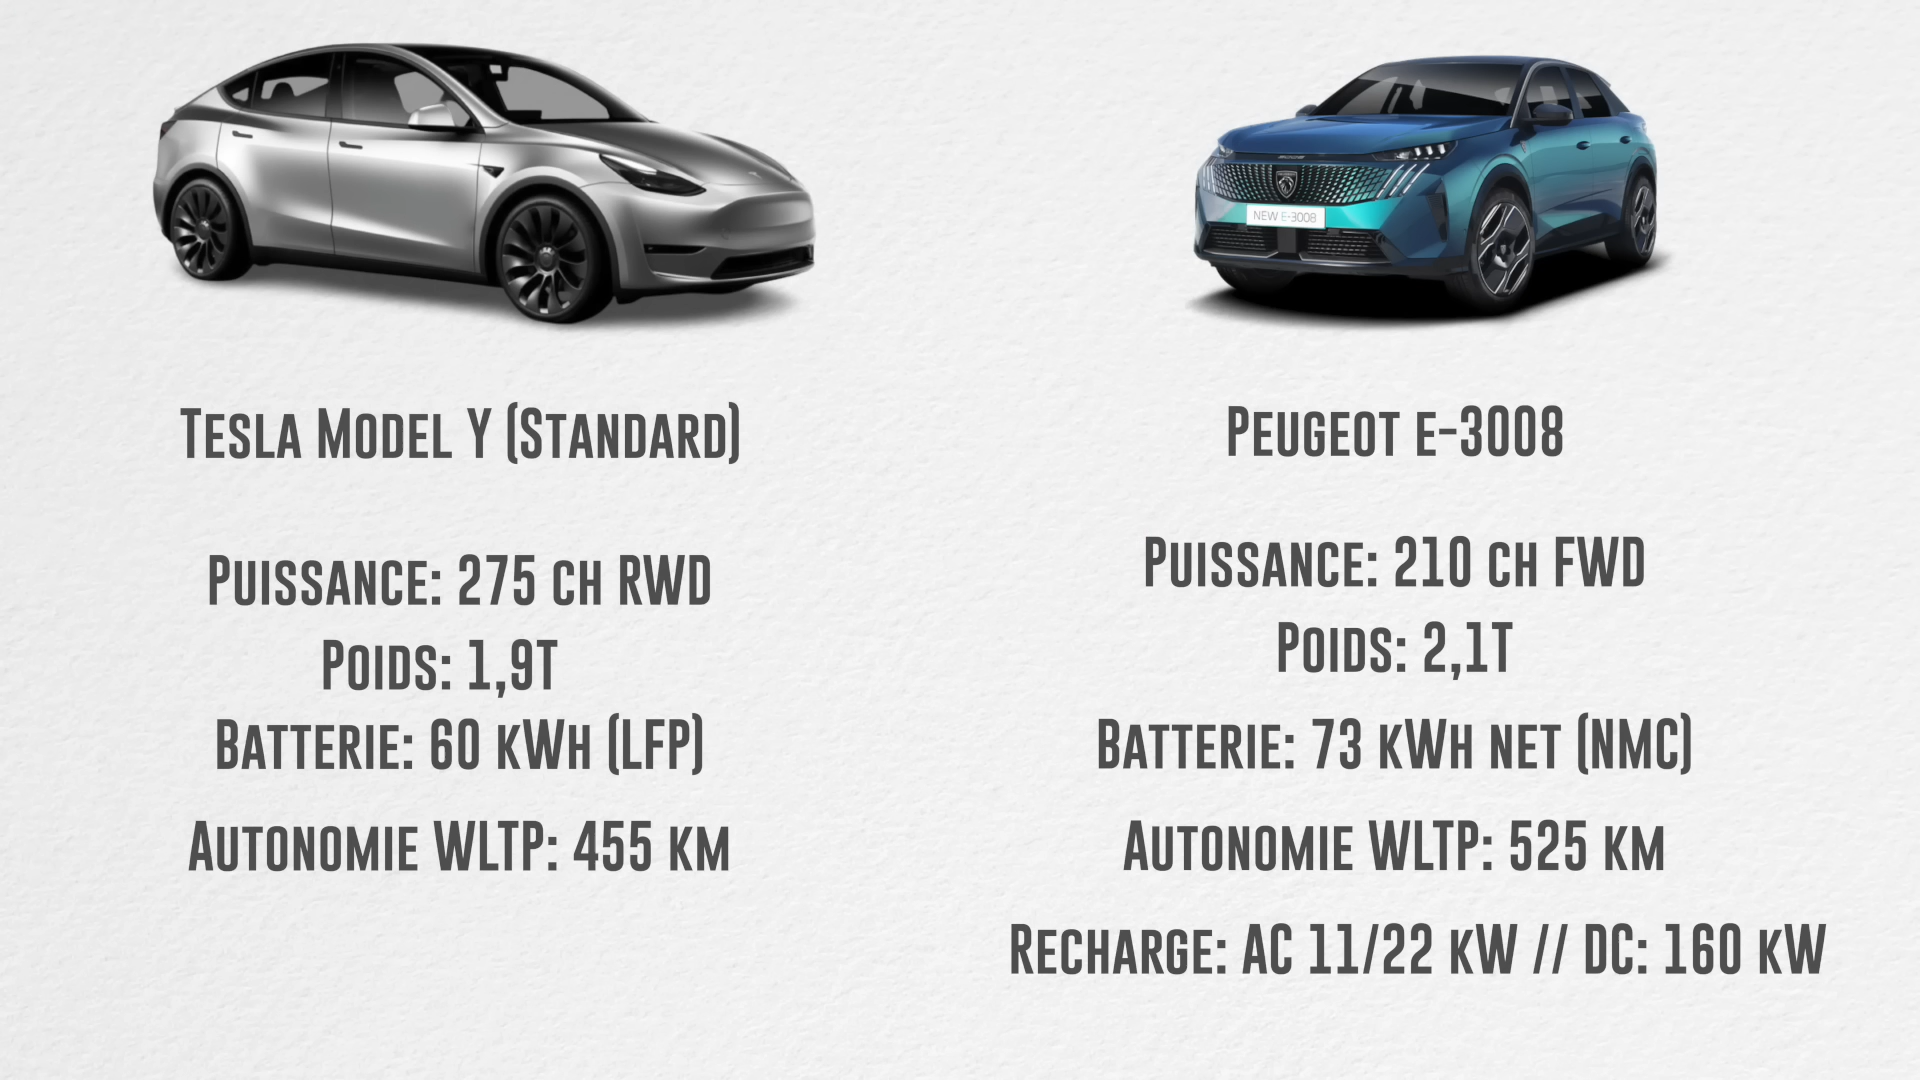 NEW E-3008
Tesla Model Y (Standard)
Puissance: 275 ch RWD
Poids: 1,9T
Batterie: 60 kWh (LFP)
Autonomie WLTP: 455 km
Peugeot e-3008
Puissance: 210 ch FWD
Poids: 2,1T
Batterie: 73 kWh net (NMC)
Autonomie WLTP: 525 km
Recharge: AC 11/22 kW // DC: 160 kW